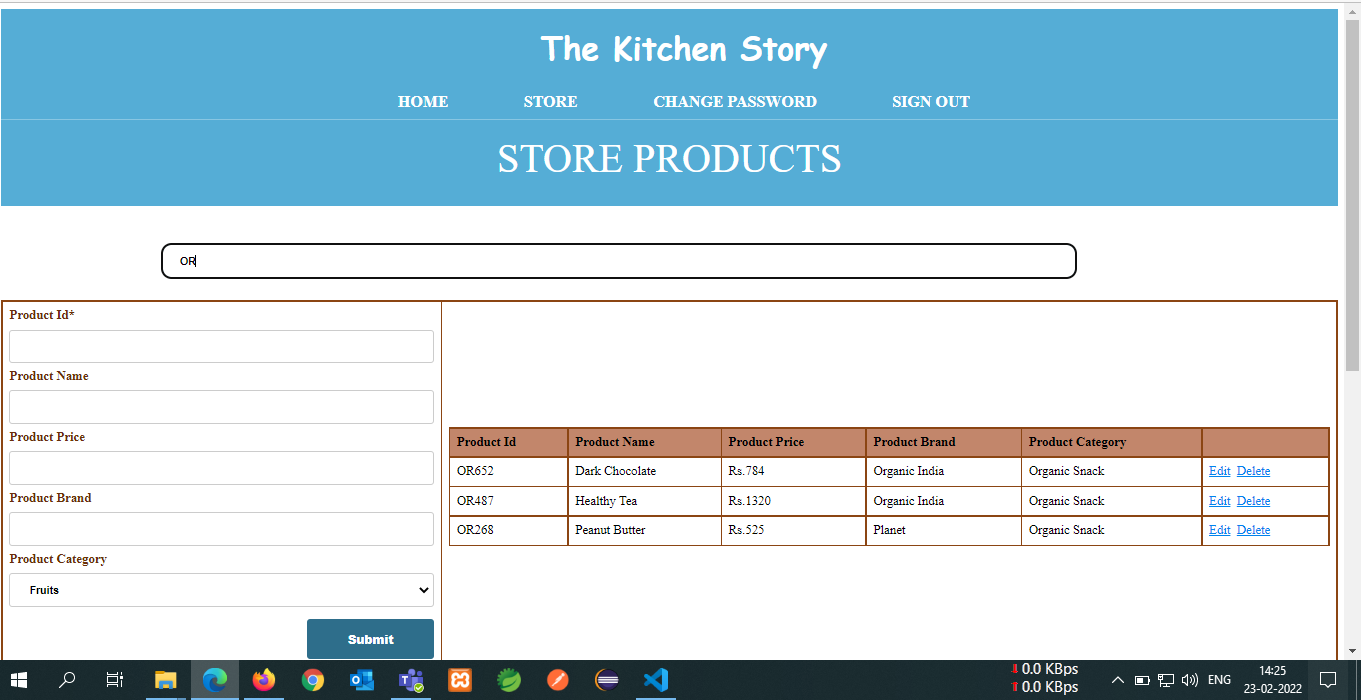 The Kitchen Story
HOME STORE CHANGE PASSWORD SIGN OUT
STORE PRODUCTS
OR
Product Id*
Product Name
Product Price
Product Brand
Product Category
Fruits
Submit
Product Id Product Name Product Price Product Brand Product Category
OR652 Dark Chocolate Rs.784 Organic India Organic Snack Edit Delete
OR487 Healthy Tea Rs.1320 Organic India Organic Snack Edit Delete
OR268 Peanut Butter Rs.525 Planet Organic Snack Edit Delete
0.0 KBps
0.0 KBps
ENG
14:25
23-02-2022